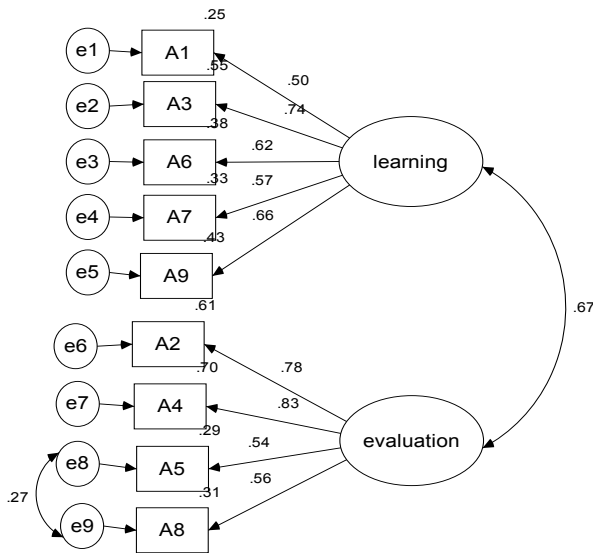 .25
e1
A1
.55
.50
e2
A3
.74
.38
e3
A6
.62
learning
.33
.57
e4
A7
.66
.43
e5
A9
.61
.67
e6
A2
.70
.78
e7
A4
.83
.29
evaluation
.54
e8
A5
.56
.31
.27
e9
A8